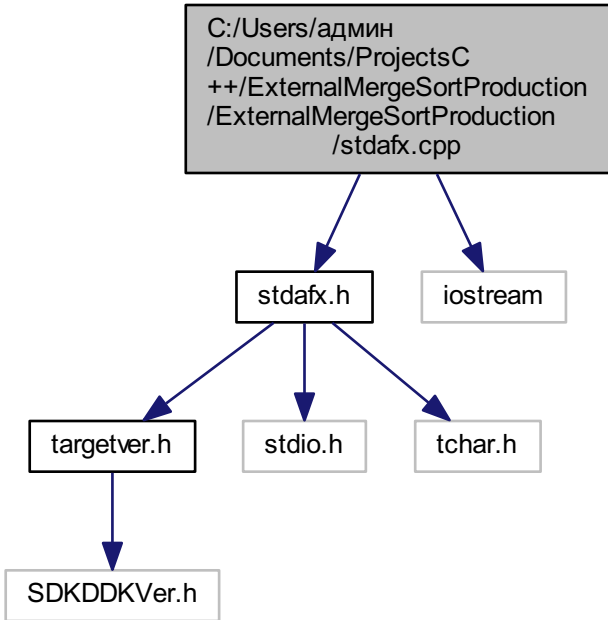 C:/Users/админ
/Documents/ProjectsC
++/ExternalMergeSortProduction
/ExternalMergeSortProduction
/stdafx.cpp
stdafx.h
iostream
targetver.h
stdio.h
tchar.h
SDKDDKVer.h